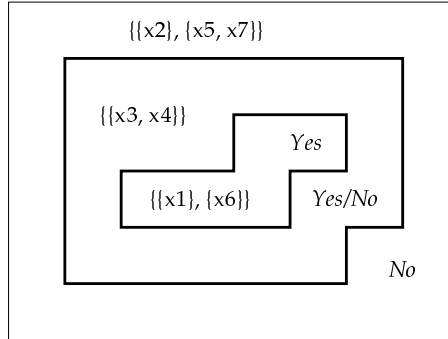 {{x2}, {x5, x7}}
{{x3, x4}}
Yes
{{x1}, {x6}}
Yes/No
No